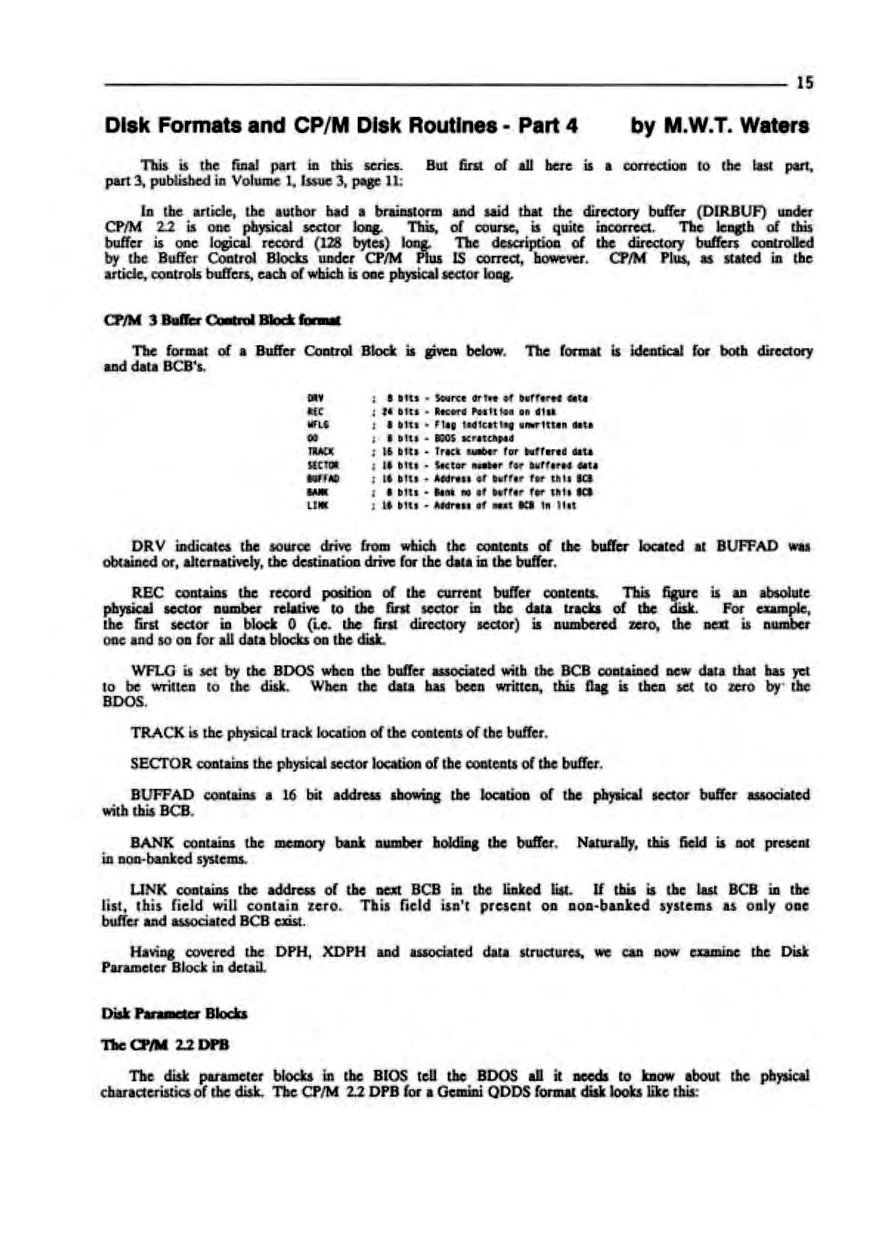 15
Disk Formats and CP/M Disk Routines - Part 4 by M.W.T. Waters
This is the final part in this series. But first of all here is a correction to the last part,
part 3, published in Volume 1, Issue 3, page 11:
In the article, the author had a brainstorm and said that the directory buffer (DIRBUF) under
CP/M 2.2 is one physical sector long. This, of course, is quite incorrect. The length of this
buffer is one logical record (128 bytes) long. The description of the directory buffers controlled
by the Buffer Control Blocks under CP/M Plus IS correct, however. CP/M Plus, as stated in the
article, controls buffers, each of which is one physical sector long.
CP/M 3 Buffer Control Block format
The format of a Buffer Control Block is given below. The format is identical for both directory
and data BCB's.
DRV ; 8 bits - Source drive of buffered data
REC ; 24 bits - Record Position on disk
WFLG ; 8 bits - Flag indicating unwritten data
00 ; 8 bits - BDOS scratchpad
TRACK ; 16 bits - Track number for buffered data
SECTOR ; 16 bits - Sector number for buffered data
BUFFAD ; 16 bits - Address of buffer for this BCB
BANK ; 8 bits - Bank no of buffer for this BCB
LINK ; 16 bits - Address of next BCB in list
DRV indicates the source drive from which the contents of the buffer located at BUFFAD was
obtained or, alternatively, the destination drive for the data in the buffer.
REC contains the record position of the current buffer contents. This figure is an absolute
physical sector number relative to the first sector in the data tracks of the disk. For example,
the first sector in block 0 (i.e. the first directory sector) is numbered zero, the next is number
one and so on for all data blocks on the disk.
WFLG is set by the BDOS when the buffer associated with the BCB contained new data that has yet
to be written to the disk. When the data has been written, this flag is then set to zero by the
BDOS.
TRACK is the physical track location of the contents of the buffer.
SECTOR contains the physical sector location of the contents of the buffer.
BUFFAD contains a 16 bit address showing the location of the physical sector buffer associated
with this BCB.
BANK contains the memory bank number holding the buffer. Naturally, this field is not present
in non-banked systems.
LINK contains the address of the next BCB in the linked list. If this is the last BCB in the
list, this field will contain zero. This field isn't present on non-banked systems as only one
buffer and associated BCB exist.
Having covered the DPH, XDPH and associated data structures, we can now examine the Disk
Parameter Block in detail.
Disk Parameter Blocks
The CP/M 2.2 DPB
The disk parameter blocks in the BIOS tell the BDOS all it needs to know about the physical
characteristics of the disk. The CP/M 2.2 DPB for a Gemini QDDS format disk looks like this: